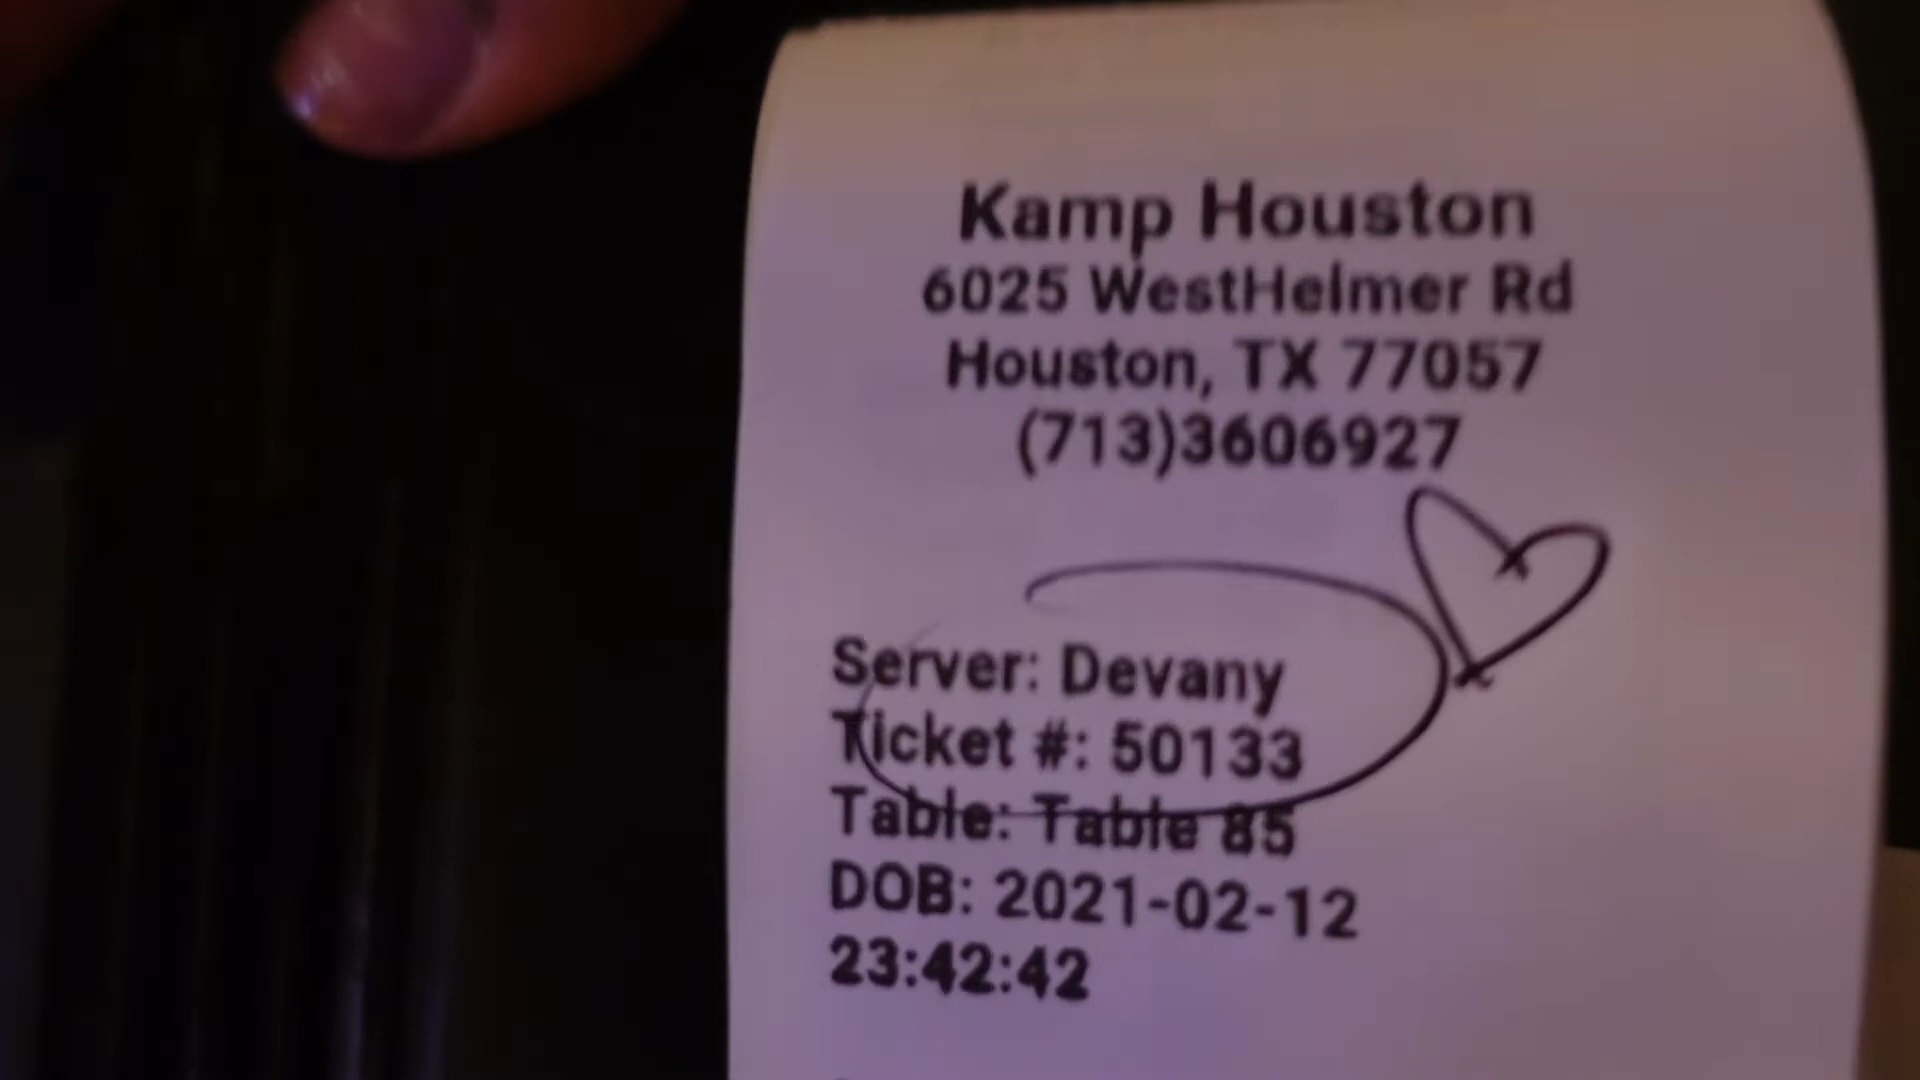 Kamp Houston
6025 WestHeimer Rd
Houston, TX 77057
(713)3606927
Server: Devany
Ticket #: 50133
Table: Table 85
DOB: 2021-02-12
23:42:42